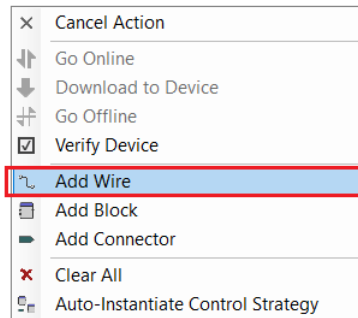 Cancel Action
Go Online
Download to Device
Go Offline
Verify Device
Add Wire
Add Block
Add Connector
Clear All
Auto-Instantiate Control Strategy